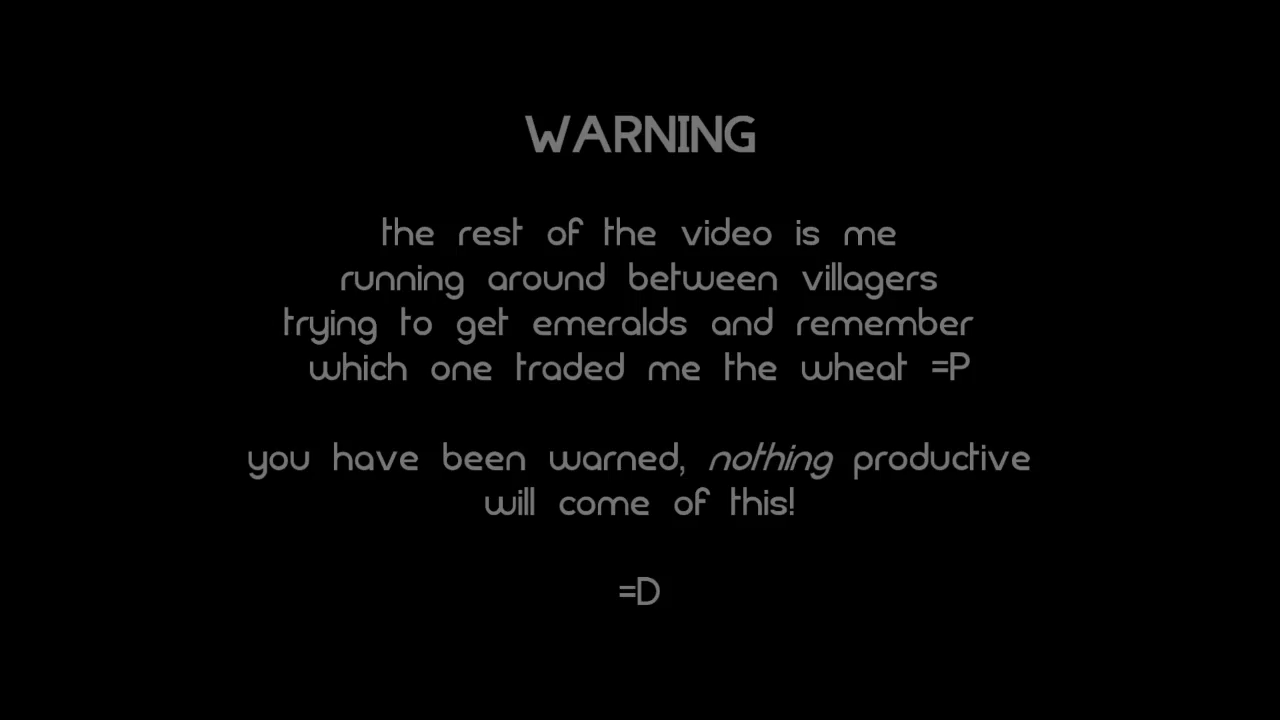 WARNING
the rest of the video is me
running around between villagers
trying to get emeralds and remember
which one traded me the wheat =P
you have been warned, nothing productive
will come of this!
=D